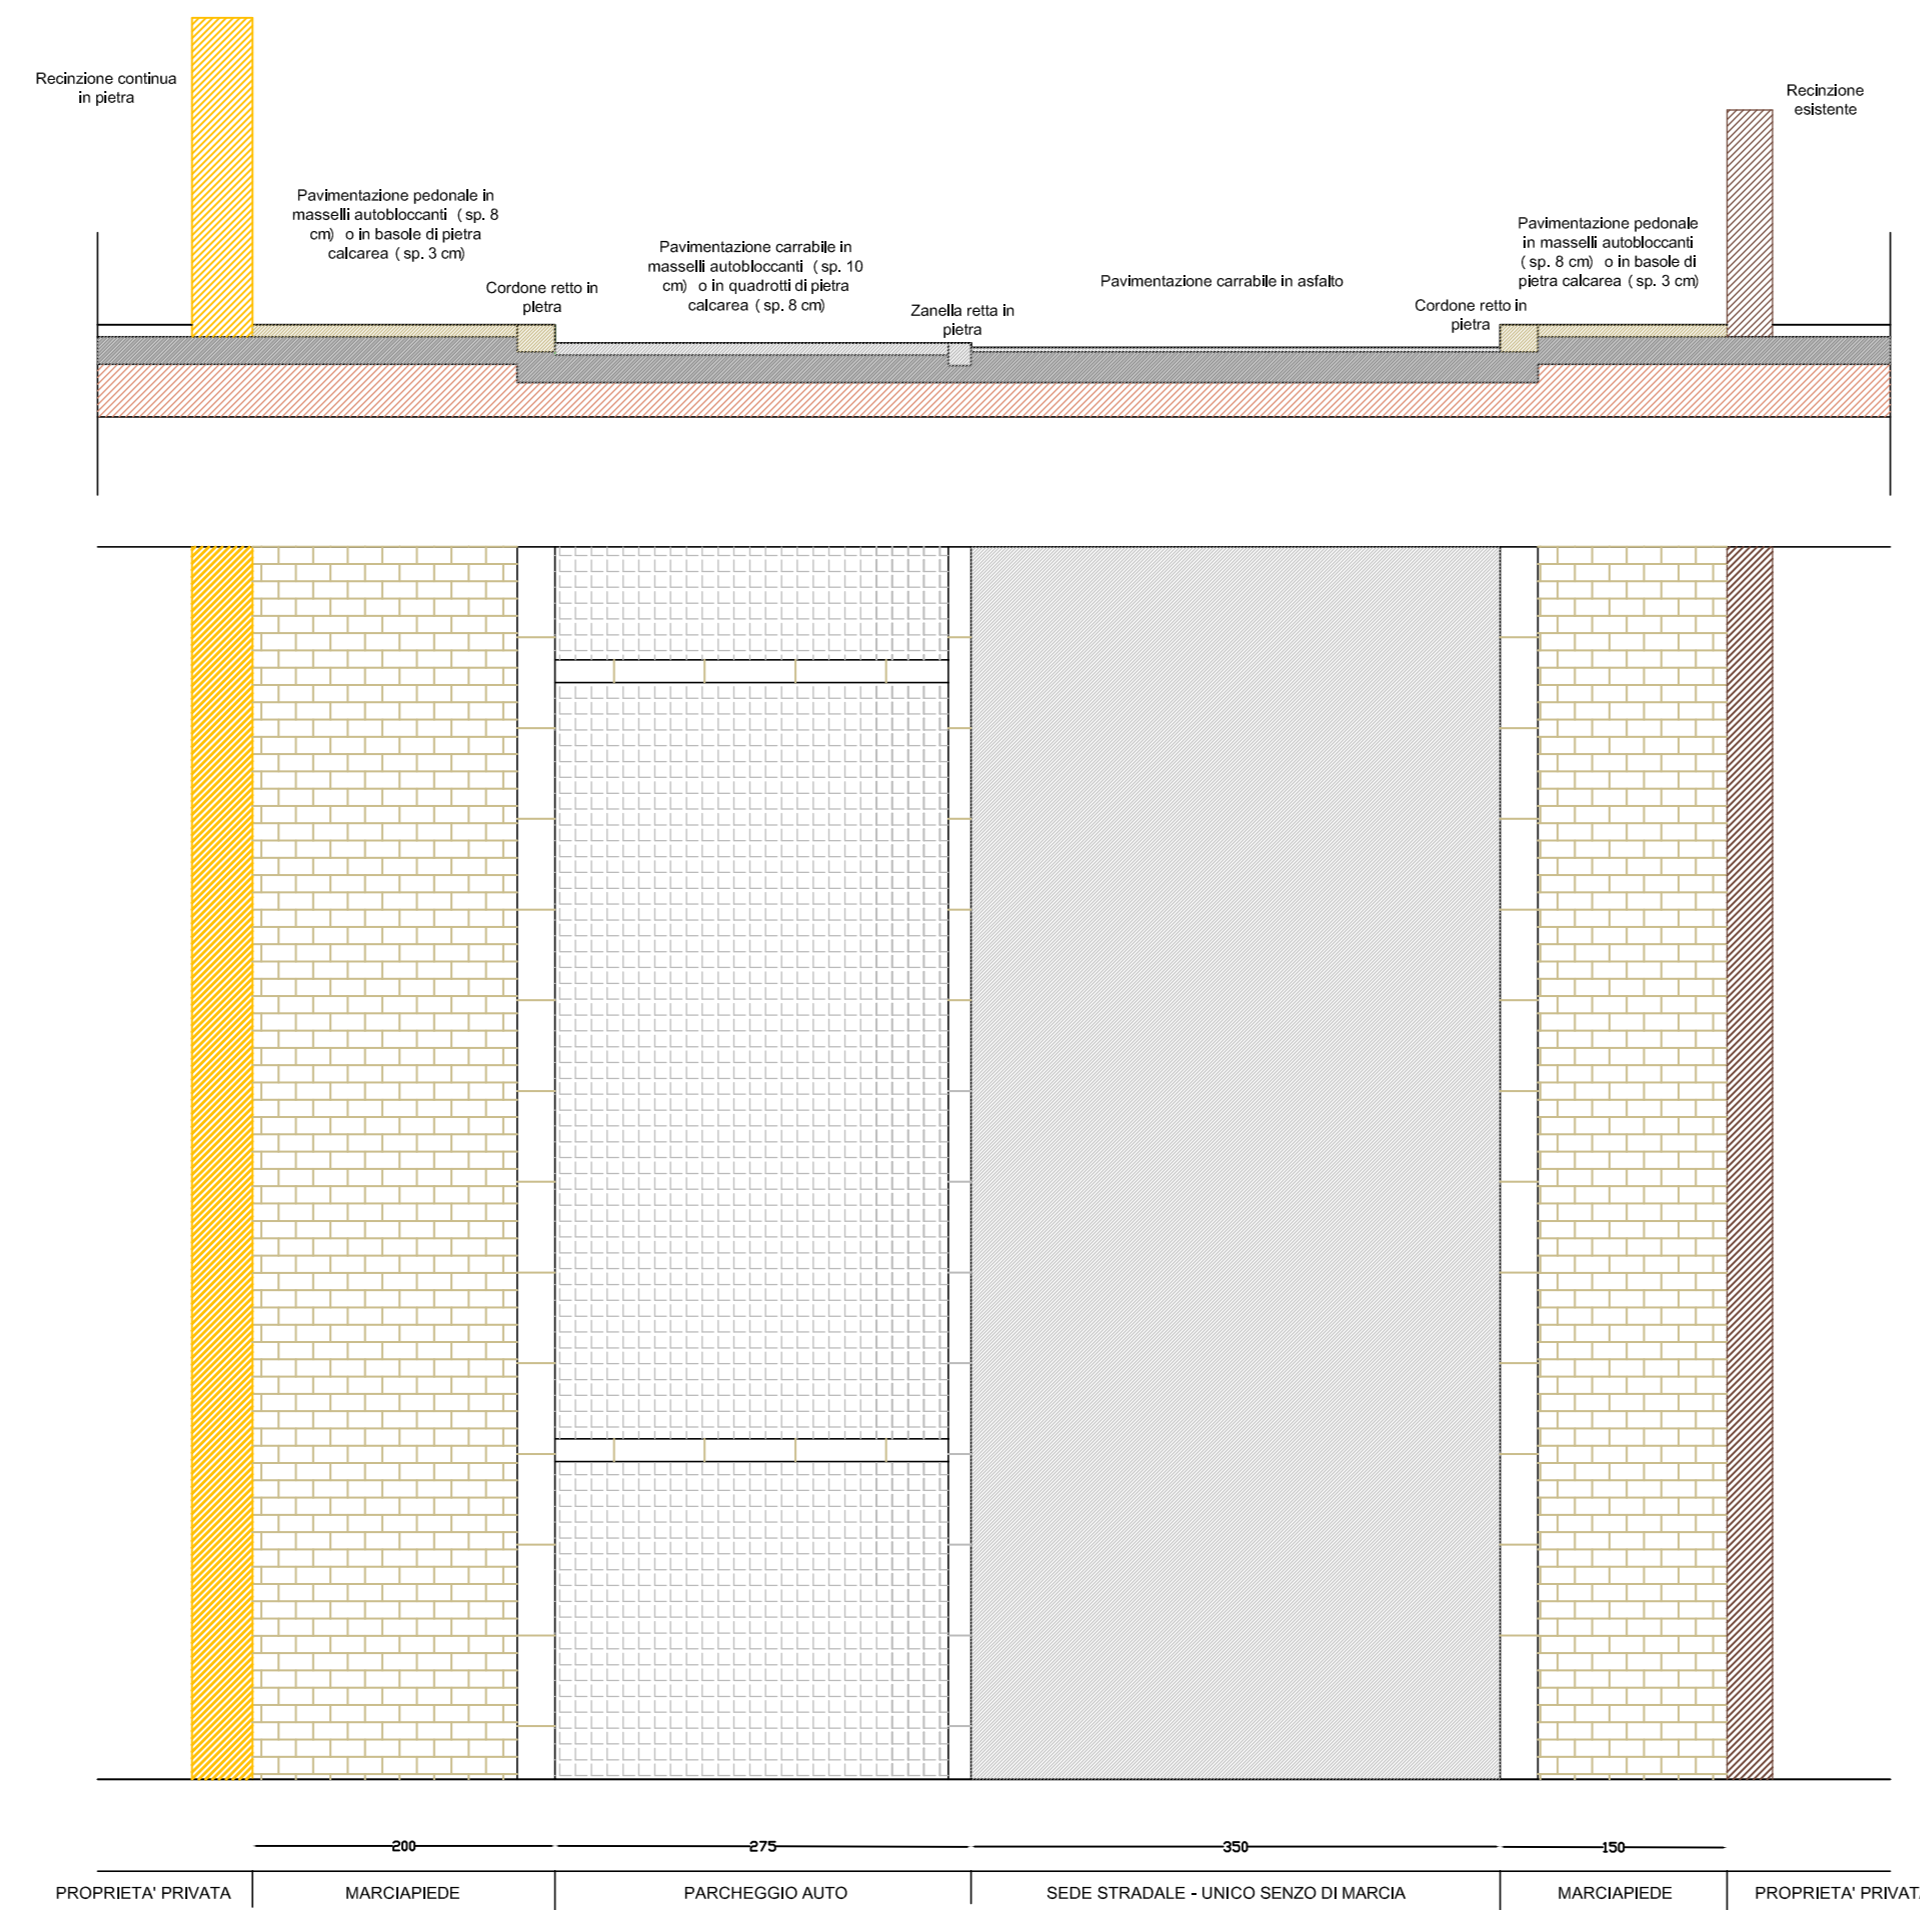 Recinzione continua
in pietra
Recinzione
esistente
Pavimentazione pedonale in
masselli autobloccanti ( sp. 8
cm) o in basole di pietra
calcarea ( sp. 3 cm)
Cordone retto in
pietra
Pavimentazione carrabile in
masselli autobloccanti ( sp. 10
cm) o in quadrotti di pietra
calcarea ( sp. 8 cm)
Zanella retta in
pietra
Pavimentazione carrabile in asfalto
Cordone retto in
pietra
Pavimentazione pedonale
in masselli autobloccanti
( sp. 8 cm) o in basole di
pietra calcarea ( sp. 3 cm)
200
275
350
150
PROPRIETA' PRIVATA
MARCIAPIEDE
PARCHEGGIO AUTO
SEDE STRADALE - UNICO SENZO DI MARCIA
MARCIAPIEDE
PROPRIETA' PRIVATA